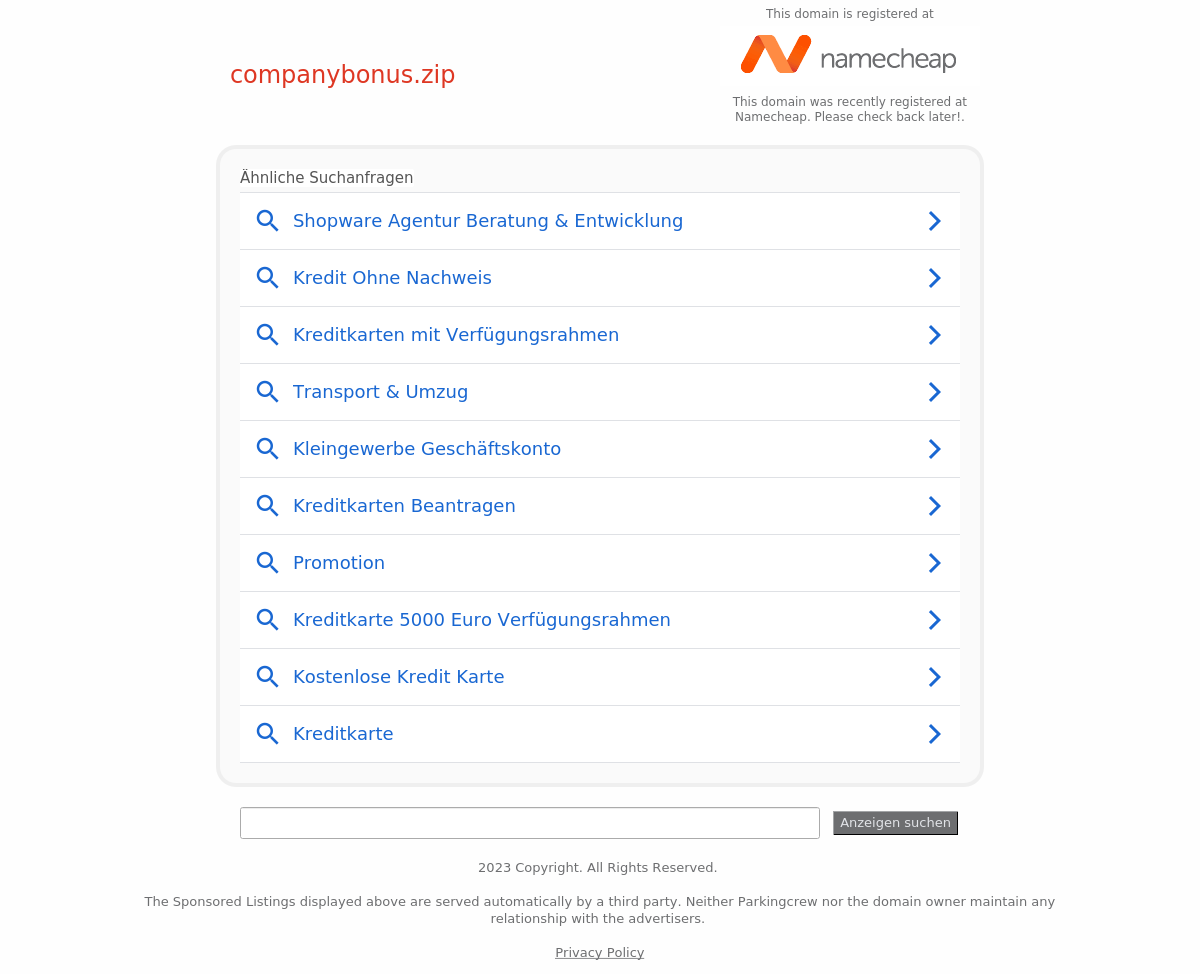 This domain is registered at
namecheap
companybonus.zip
This domain was recently registered at
Namecheap. Please check back later!.
Ähnliche Suchanfragen
Shopware Agentur Beratung & Entwicklung
Kredit Ohne Nachweis
Kreditkarten mit Verfügungsrahmen
Transport & Umzug
Kleingewerbe Geschäftskonto
Kreditkarten Beantragen
Promotion
Kreditkarte 5000 Euro Verfügungsrahmen
Kostenlose Kredit Karte
Kreditkarte
Anzeigen suchen
2023 Copyright. All Rights Reserved.
The Sponsored Listings displayed above are served automatically by a third party. Neither Parkingcrew nor the domain owner maintain any
relationship with the advertisers.
Privacy Policy